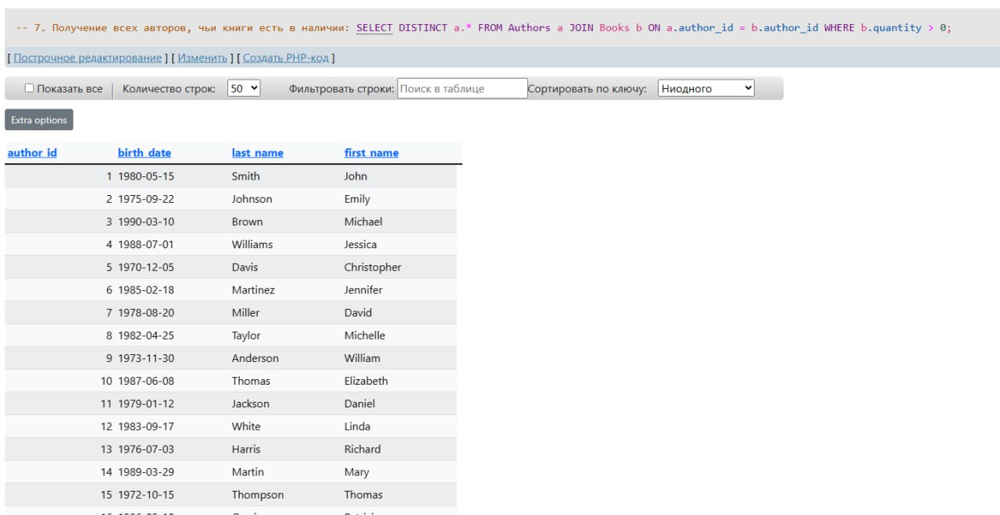 -- 7. Получение всех авторов, чьи книги есть в наличии: SELECT DISTINCT a.* FROM Authors a JOIN Books b ON a.author_id = b.author_id WHERE b.quantity > 0;
[ Построчное редактирование ] [ Изменить ] [ Создать PHP-код ]
Показать все Количество строк: 50 Фильтровать строки: Поиск в таблице Сортировать по ключу: Ниодного
Extra options
author_id birth_date last_name first_name
1 1980-05-15 Smith John
2 1975-09-22 Johnson Emily
3 1990-03-10 Brown Michael
4 1988-07-01 Williams Jessica
5 1970-12-05 Davis Christopher
6 1985-02-18 Martinez Jennifer
7 1978-08-20 Miller David
8 1982-04-25 Taylor Michelle
9 1973-11-30 Anderson William
10 1987-06-08 Thomas Elizabeth
11 1979-01-12 Jackson Daniel
12 1983-09-17 White Linda
13 1976-07-03 Harris Richard
14 1989-03-29 Martin Mary
15 1972-10-15 Thompson Thomas